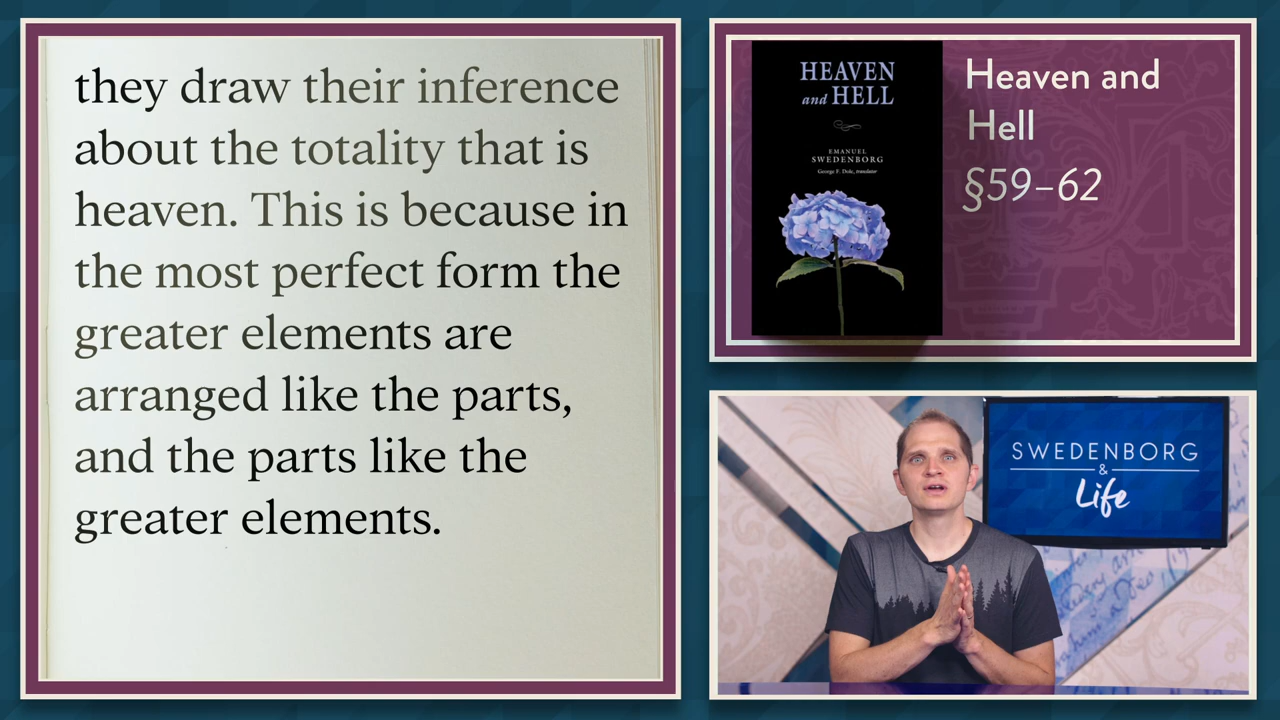 they draw their inference
about the totality that is
heaven. This is because in
the most perfect form the
greater elements are
arranged like the parts,
and the parts like the
greater elements.
HEAVEN
and HELL
EMANUEL
SWEDENBORG
George F. Dole, translator
Heaven and
Hell
§59–62
SWEDENBORG
&
Life